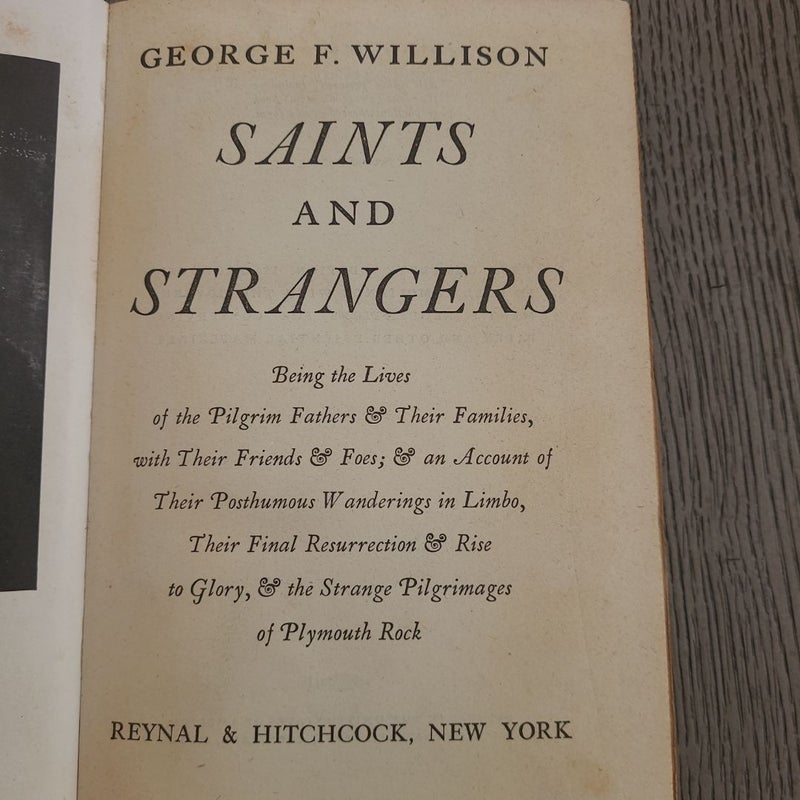 GEORGE F. WILLISON
SAINTS
AND
STRANGERS
Being the Lives
of the Pilgrim Fathers & Their Families,
with Their Friends & Foes; & an Account of
Their Posthumous Wanderings in Limbo,
Their Final Resurrection & Rise
to Glory, & the Strange Pilgrimages
of Plymouth Rock
REYNAL & HITCHCOCK, NEW YORK